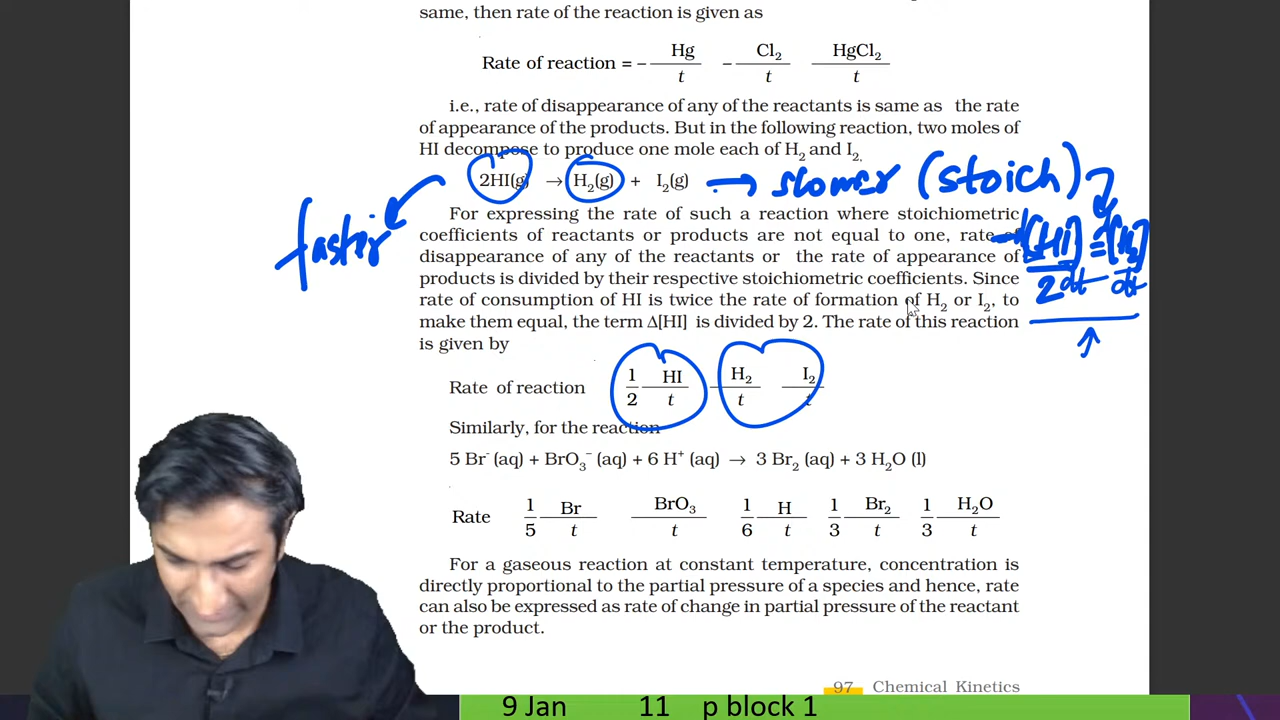 same, then rate of the reaction is given as
Rate of reaction = – Hg/t – Cl₂/t HgCl₂/t
i.e., rate of disappearance of any of the reactants is same as the rate
of appearance of the products. But in the following reaction, two moles of
HI decompose to produce one mole each of H₂ and I₂.
2HI(g) → H₂(g) + I₂(g) → slower (stoich)
faster
For expressing the rate of such a reaction where stoichiometric
coefficients of reactants or products are not equal to one, rate of
disappearance of any of the reactants or the rate of appearance of
products is divided by their respective stoichiometric coefficients. Since
rate of consumption of HI is twice the rate of formation of H₂ or I₂, to
make them equal, the term Δ[HI] is divided by 2. The rate of this reaction
is given by
-d[HI]/2dt = [H₂]/dt
Rate of reaction 1/2 HI/t H₂/t I₂/t
Similarly, for the reaction
5 Br⁻ (aq) + BrO₃⁻ (aq) + 6 H⁺ (aq) → 3 Br₂ (aq) + 3 H₂O (l)
Rate 1/5 Br/t BrO₃/t 1/6 H/t 1/3 Br₂/t 1/3 H₂O/t
For a gaseous reaction at constant temperature, concentration is
directly proportional to the partial pressure of a species and hence, rate
can also be expressed as rate of change in partial pressure of the reactant
or the product.
97 Chemical Kinetics
9 Jan 11 p block 1